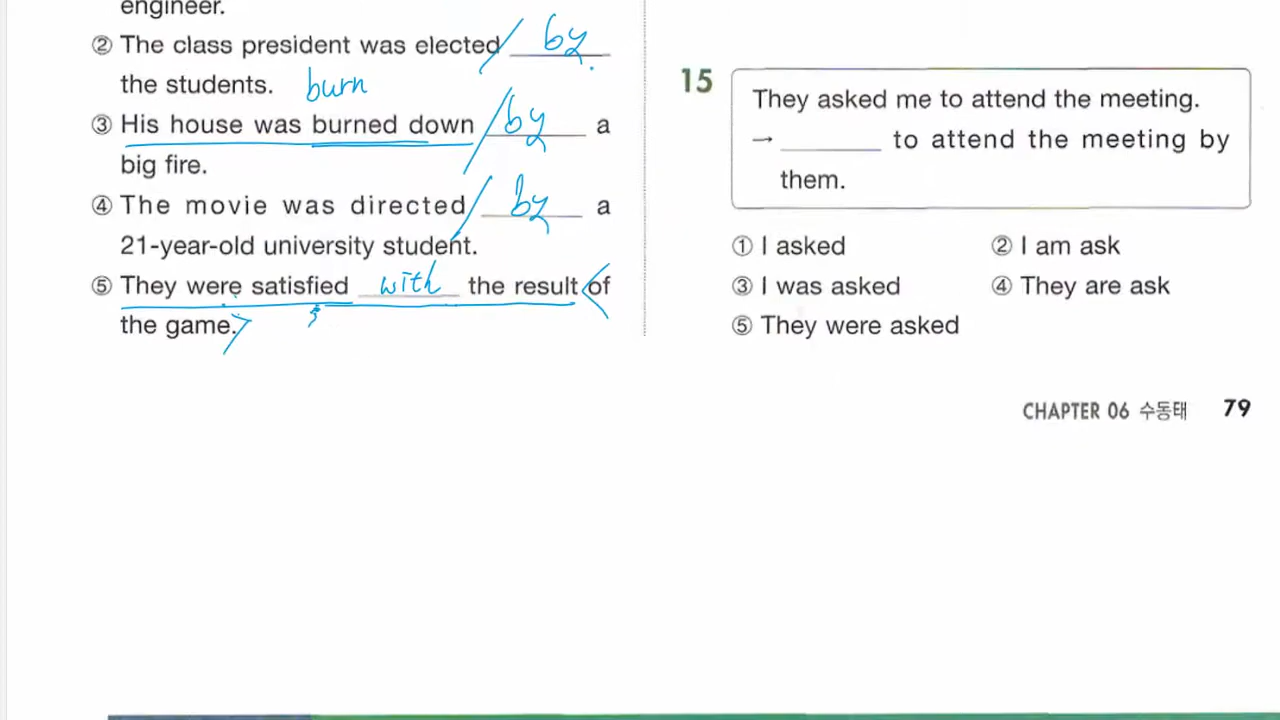 engineer.
② The class president was elected / by
the students. burn
③ His house was burned down / by a
big fire.
④ The movie was directed / by a
21-year-old university student.
⑤ They were satisfied with the result <of
the game.>
15
They asked me to attend the meeting.
→ ________ to attend the meeting by
them.
① I asked ② I am ask
③ I was asked ④ They are ask
⑤ They were asked
CHAPTER 06 수동태 79